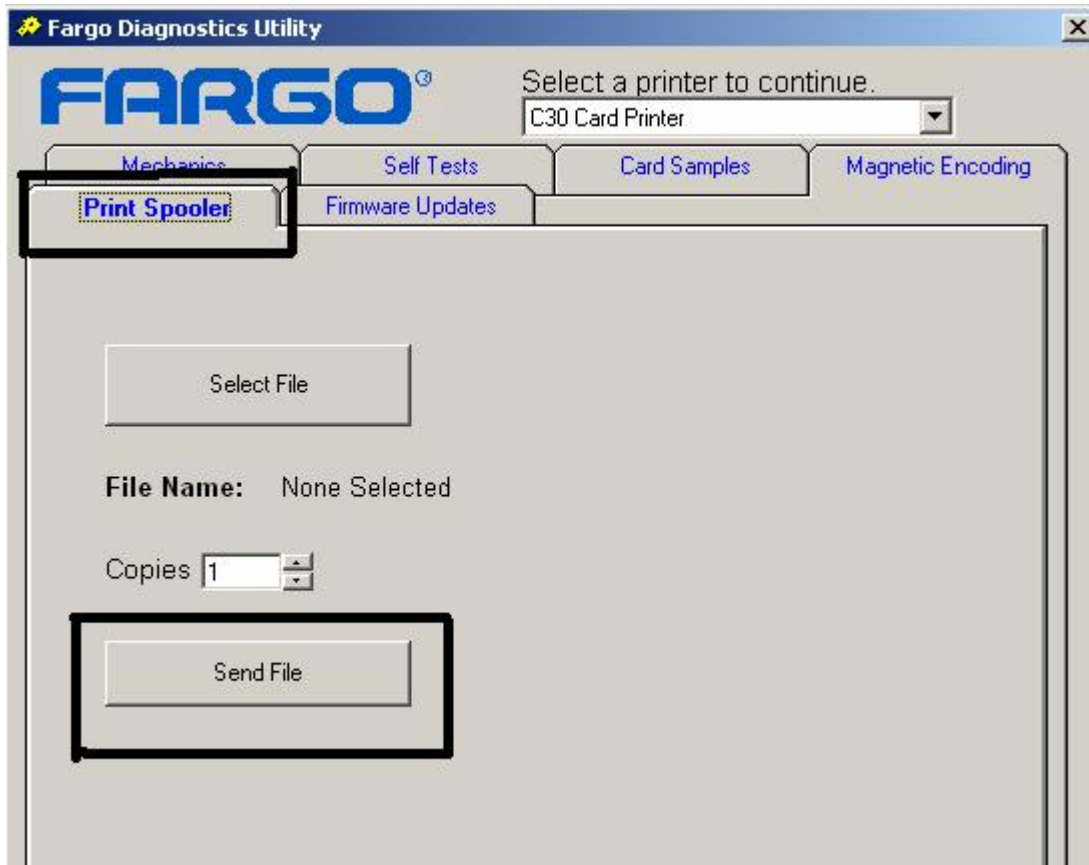 Fargo Diagnostics Utility
FARGO®
Select a printer to continue.
C30 Card Printer
Mechanics Self Tests Card Samples Magnetic Encoding
Print Spooler Firmware Updates
Select File
File Name: None Selected
Copies 1
Send File